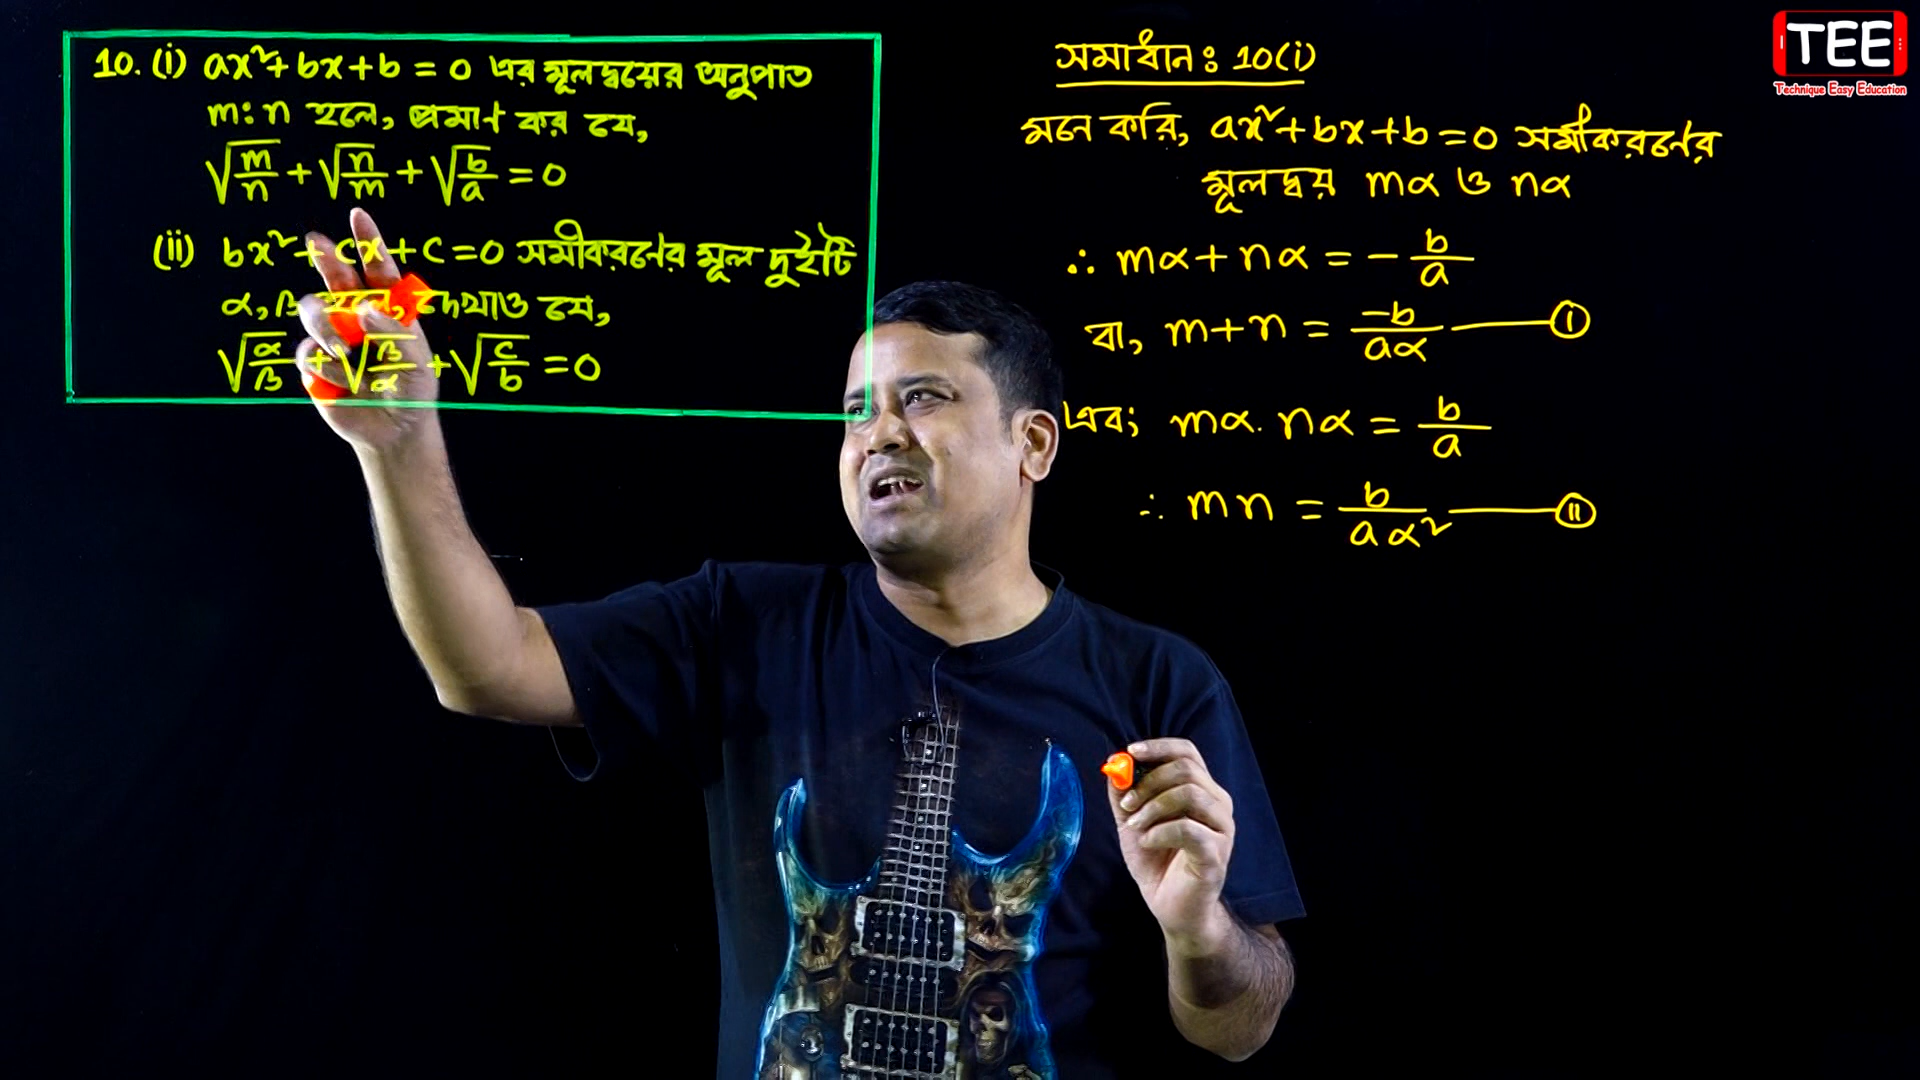 10. (i) ax²+bx+b = 0 এর মূলদ্বয়ের অনুপাত
m:n হলে, প্রমাণ কর যে,
√(m/n) + √(n/m) + √(b/a) = 0
(ii) bx²+cx+c=0 সমীকরণের মূল দুইটি
α, β হলে, দেখাও যে,
√(α/β) + √(β/α) + √(c/b) = 0
সমাধানঃ 10(i)
মনে করি, ax²+bx+b=0 সমীকরণের
মূলদ্বয় mα ও nα
∴ mα+nα = - b/a
বা, m+n = -b/aα ——— (i)
এবং mα. nα = b/a
∴ mn = b/aα² ——— (ii)
TEE
Technique Easy Education